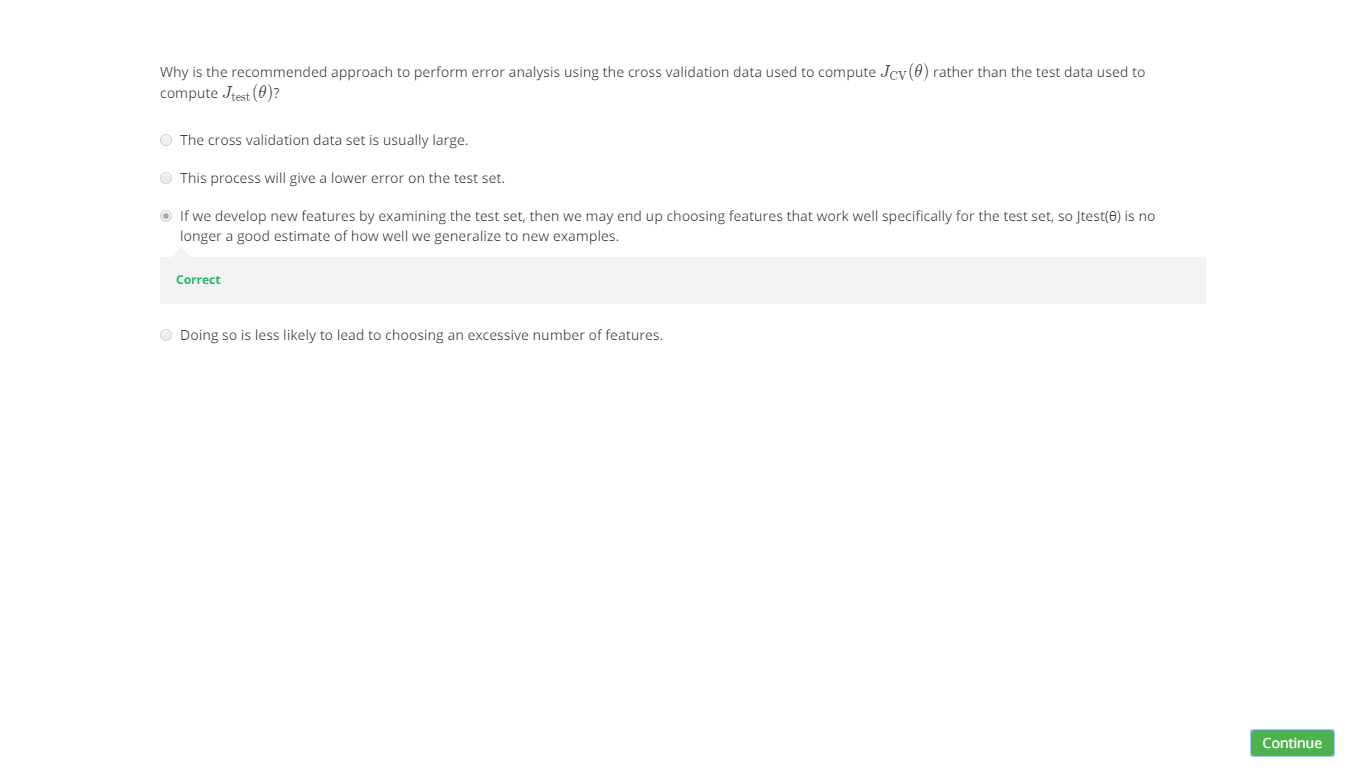 Why is the recommended approach to perform error analysis using the cross validation data used to compute J_CV(θ) rather than the test data used to
compute J_test(θ)?
The cross validation data set is usually large.
This process will give a lower error on the test set.
If we develop new features by examining the test set, then we may end up choosing features that work well specifically for the test set, so Jtest(θ) is no
longer a good estimate of how well we generalize to new examples.
Correct
Doing so is less likely to lead to choosing an excessive number of features.
Continue